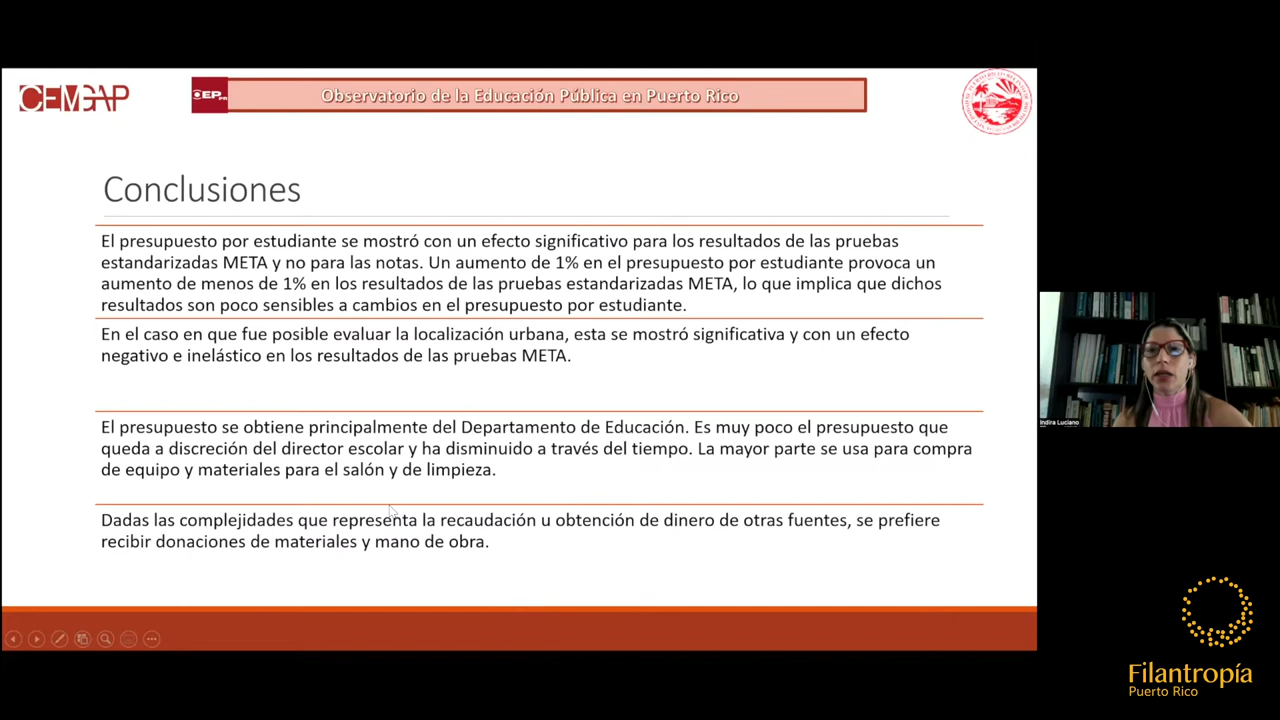 CEMGAP
OEP PR
Observatorio de la Educación Pública en Puerto Rico
Conclusiones
El presupuesto por estudiante se mostró con un efecto significativo para los resultados de las pruebas
estandarizadas META y no para las notas. Un aumento de 1% en el presupuesto por estudiante provoca un
aumento de menos de 1% en los resultados de las pruebas estandarizadas META, lo que implica que dichos
resultados son poco sensibles a cambios en el presupuesto por estudiante.
En el caso en que fue posible evaluar la localización urbana, esta se mostró significativa y con un efecto
negativo e inelástico en los resultados de las pruebas META.
El presupuesto se obtiene principalmente del Departamento de Educación. Es muy poco el presupuesto que
queda a discreción del director escolar y ha disminuido a través del tiempo. La mayor parte se usa para compra
de equipo y materiales para el salón y de limpieza.
Dadas las complejidades que representa la recaudación u obtención de dinero de otras fuentes, se prefiere
recibir donaciones de materiales y mano de obra.
Indira Luciano
Filantropía
Puerto Rico